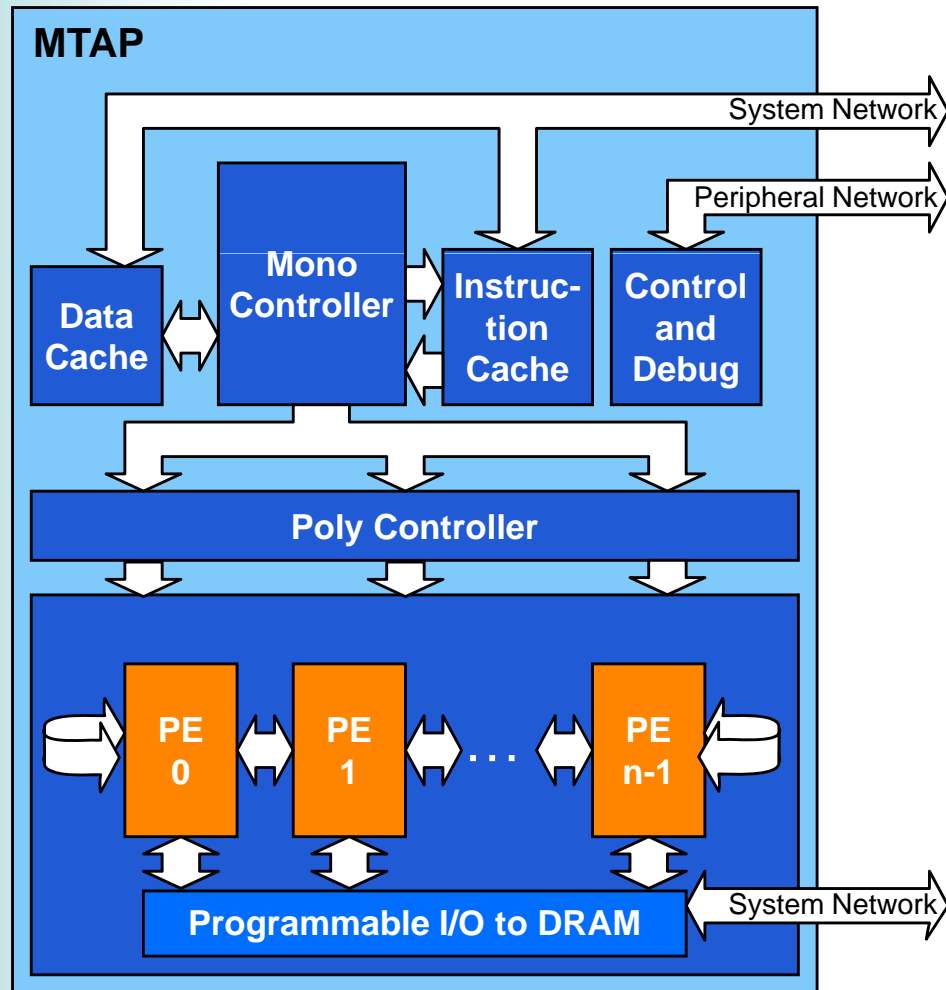 MTAP
System Network
Peripheral Network
Mono
Controller
Data
Cache
Instruc-
tion
Cache
Control
and
Debug
Poly Controller
PE
0
PE
1
...
PE
n-1
Programmable I/O to DRAM
System Network